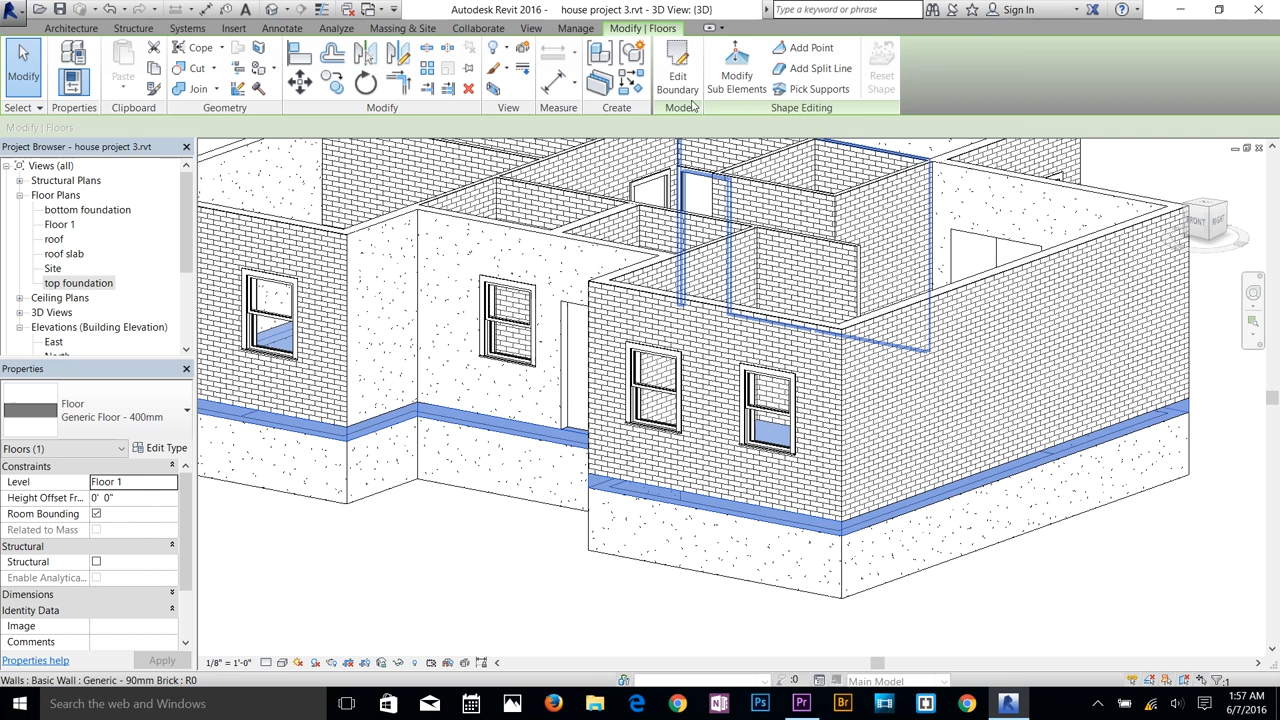 Autodesk Revit 2016 - house project 3.rvt - 3D View: {3D}
Type a keyword or phrase
Sign In
Architecture Structure Systems Insert Annotate Analyze Massing & Site Collaborate View Manage Modify | Floors
Modify
Paste
Cope
Cut
Join
Edit
Boundary
Modify
Sub Elements
Add Point
Add Split Line
Pick Supports
Reset
Shape
Select Properties Clipboard Geometry Modify View Measure Create Mode Shape Editing
Modify | Floors
Project Browser - house project 3.rvt
Views (all)
Structural Plans
Floor Plans
bottom foundation
Floor 1
roof
roof slab
Site
top foundation
Ceiling Plans
3D Views
Elevations (Building Elevation)
East
North
FRONT RIGHT
Properties
Floor
Generic Floor - 400mm
Floors (1)
Edit Type
Constraints
Level Floor 1
Height Offset Fr... 0' 0"
Room Bounding
Related to Mass
Structural
Structural
Enable Analytica...
Dimensions
Identity Data
Image
Comments
Properties help
Apply
1/8" = 1'-0"
Walls : Basic Wall : Generic - 90mm Brick : R0
:0
Main Model
:1
Search the web and Windows
1:57 AM
6/7/2016